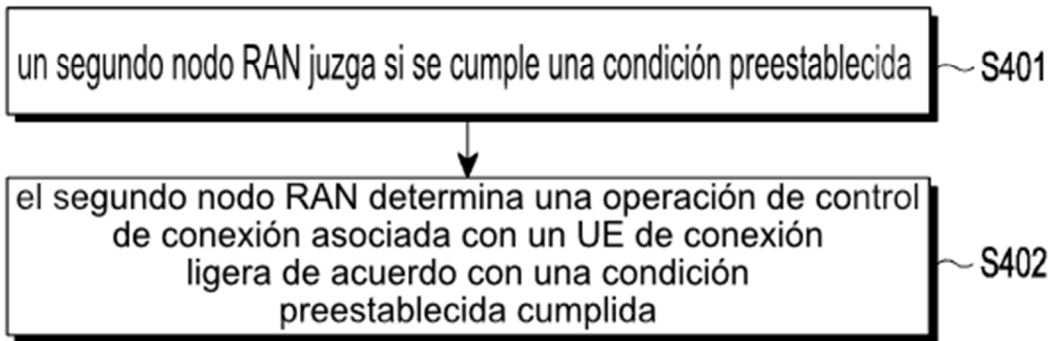 un segundo nodo RAN juzga si se cumple una condición preestablecida
S401
el segundo nodo RAN determina una operación de control
de conexión asociada con un UE de conexión
ligera de acuerdo con una condición
preestablecida cumplida
S402